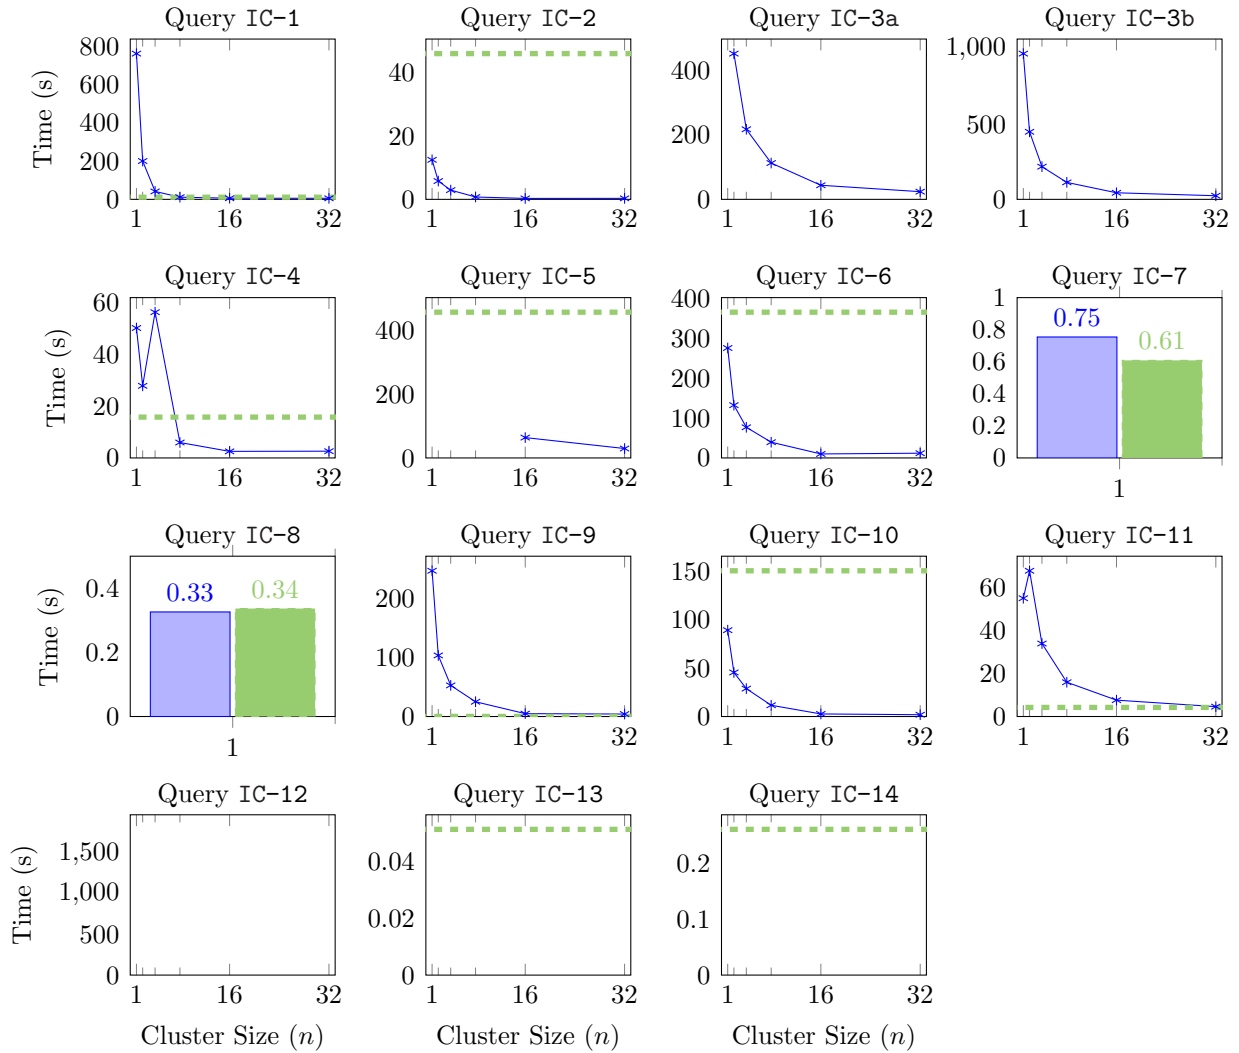 Query IC-1
Time (s)
800
600
400
200
0
1 16 32
Query IC-2
40
20
0
1 16 32
Query IC-3a
400
200
0
1 16 32
Query IC-3b
1,000
500
0
1 16 32
Query IC-4
Time (s)
60
40
20
0
1 16 32
Query IC-5
400
200
0
1 16 32
Query IC-6
400
300
200
100
0
1 16 32
Query IC-7
1
0.8
0.6
0.4
0.2
0
0.75
0.61
1
Query IC-8
Time (s)
0.4
0.2
0
0.33
0.34
1
Query IC-9
200
100
0
1 16 32
Query IC-10
150
100
50
0
1 16 32
Query IC-11
60
40
20
0
1 16 32
Query IC-12
Time (s)
1,500
1,000
500
0
1 16 32
Cluster Size (n)
Query IC-13
0.04
0.02
0
1 16 32
Cluster Size (n)
Query IC-14
0.2
0.1
0
1 16 32
Cluster Size (n)